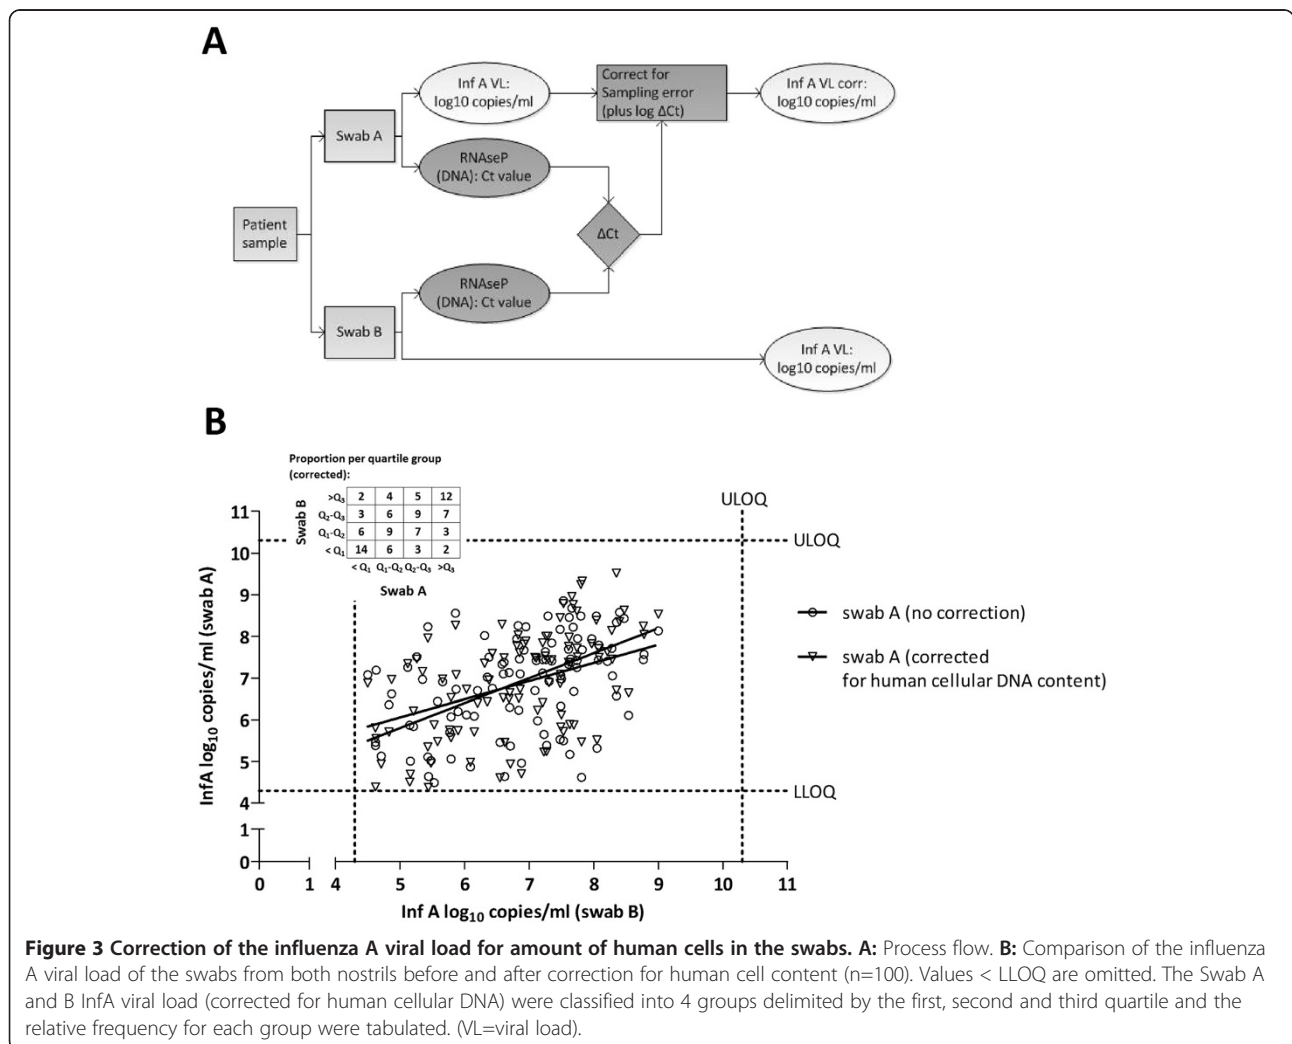 A
Inf A VL:
log10 copies/ml
Correct for
Sampling error
(plus log ΔCt)
Inf A VL corr:
log10 copies/ml
Swab A
RNAseP
(DNA): Ct value
Patient
sample
ΔCt
RNAseP
(DNA): Ct value
Swab B
Inf A VL:
log10 copies/ml
B
Proportion per quartile group
(corrected):
Swab B
>Q₃ 2 4 5 12
Q₂-Q₃ 3 6 9 7
Q₁-Q₂ 6 9 7 3
< Q₁ 14 6 3 2
< Q₁ Q₁-Q₂ Q₂-Q₃ >Q₃
Swab A
ULOQ
ULOQ
LLOQ
InfA log₁₀ copies/ml (swab A)
11
10
9
8
7
6
5
4
1
0
0 1 4 5 6 7 8 9 10 11
Inf A log₁₀ copies/ml (swab B)
swab A (no correction)
swab A (corrected
for human cellular DNA content)
Figure 3 Correction of the influenza A viral load for amount of human cells in the swabs. A: Process flow. B: Comparison of the influenza
A viral load of the swabs from both nostrils before and after correction for human cell content (n=100). Values < LLOQ are omitted. The Swab A
and B InfA viral load (corrected for human cellular DNA) were classified into 4 groups delimited by the first, second and third quartile and the
relative frequency for each group were tabulated. (VL=viral load).